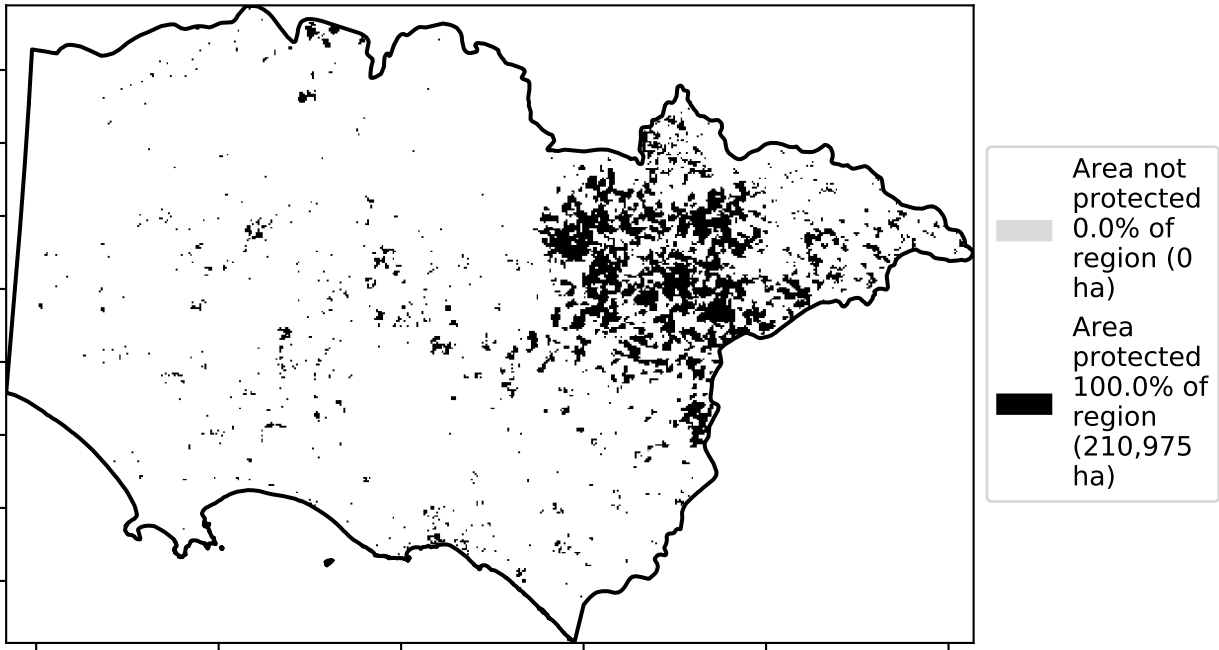 Area not
protected
0.0% of
region (0
ha)
Area
protected
100.0% of
region
(210,975
ha)